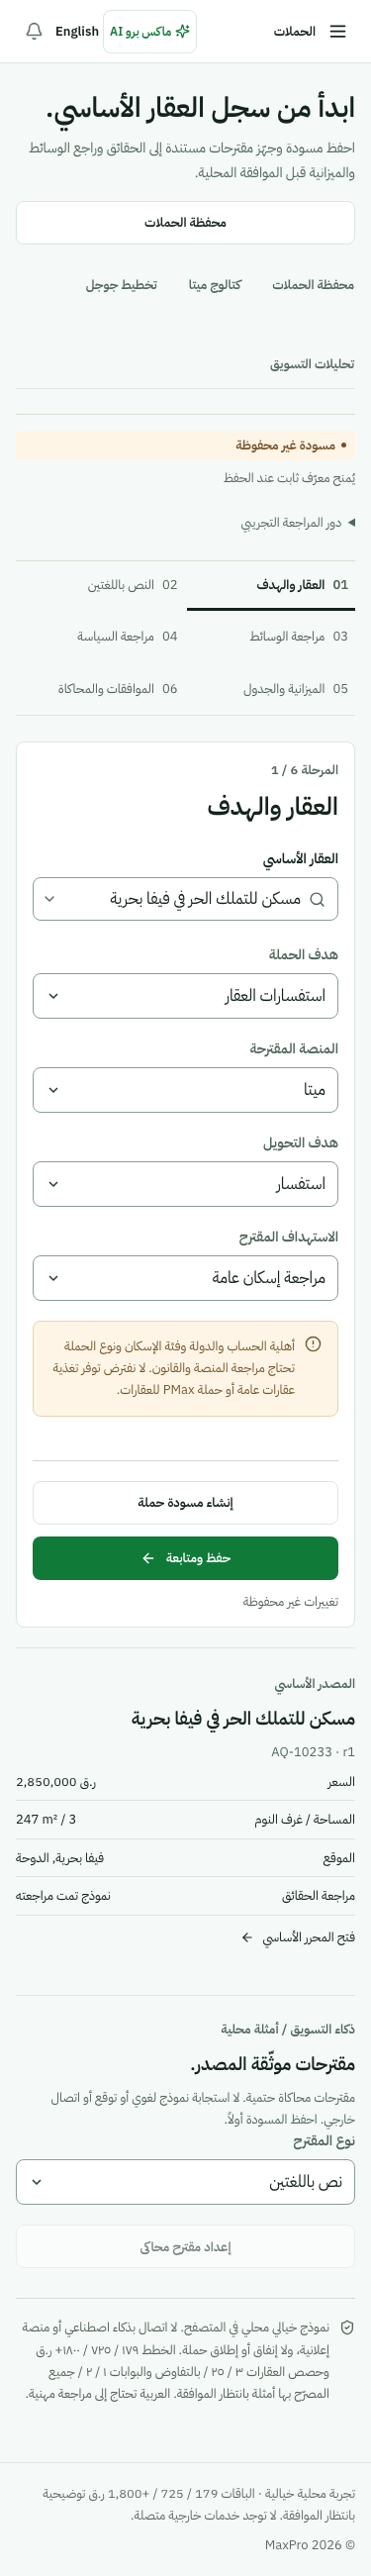 الحملات
ماكس برو AI
English
ابدأ من سجل العقار الأساسي.
احفظ مسودة وجهّز مقترحات مستندة إلى الحقائق وراجع الوسائط
والميزانية قبل الموافقة المحلية.
محفظة الحملات
محفظة الحملات
كتالوج ميتا
تخطيط جوجل
تحليلات التسويق
• مسودة غير محفوظة
يُمنح معرّف ثابت عند الحفظ
دور المراجعة التجريبي
01 العقار والهدف
02 النص باللغتين
03 مراجعة الوسائط
04 مراجعة السياسة
05 الميزانية والجدول
06 الموافقات والمحاكاة
المرحلة 6 / 1
العقار والهدف
العقار الأساسي
مسكن للتملك الحر في فيفا بحرية
هدف الحملة
استفسارات العقار
المنصة المقترحة
ميتا
هدف التحويل
استفسار
الاستهداف المقترح
مراجعة إسكان عامة
أهلية الحساب والدولة وفئة الإسكان ونوع الحملة
تحتاج مراجعة المنصة والقانون. لا نفترض توفر تغذية
عقارات عامة أو حملة PMax للعقارات.
إنشاء مسودة حملة
حفظ ومتابعة
تغييرات غير محفوظة
المصدر الأساسي
مسكن للتملك الحر في فيفا بحرية
AQ-10233 · r1
السعر
2,850,000 ر.ق
المساحة / غرف النوم
247 m² / 3
الموقع
فيفا بحرية, الدوحة
مراجعة الحقائق
نموذج تمت مراجعته
فتح المحرر الأساسي
ذكاء التسويق / أمثلة محلية
مقترحات موثّقة المصدر.
مقترحات محاكاة حتمية. لا استجابة نموذج لغوي أو توقع أو اتصال
خارجي. احفظ المسودة أولاً.
نوع المقترح
نص باللغتين
إعداد مقترح محاكى
نموذج خيالي محلي في المتصفح. لا اتصال بذكاء اصطناعي أو منصة
إعلانية، ولا إنفاق أو إطلاق حملة. الخطط ١٧٩ / ٧٢٥ / ١٨٠٠+ ر.ق
وحصص العقارات ٣ / ٢٥ / بالتفاوض والبوابات ١ / ٢ / جميع
المصرّح بها أمثلة بانتظار الموافقة. العربية تحتاج إلى مراجعة مهنية.
تجربة محلية خيالية · الباقات 179 / 725 / +1,800 ر.ق توضيحية
بانتظار الموافقة. لا توجد خدمات خارجية متصلة.
© 2026 MaxPro